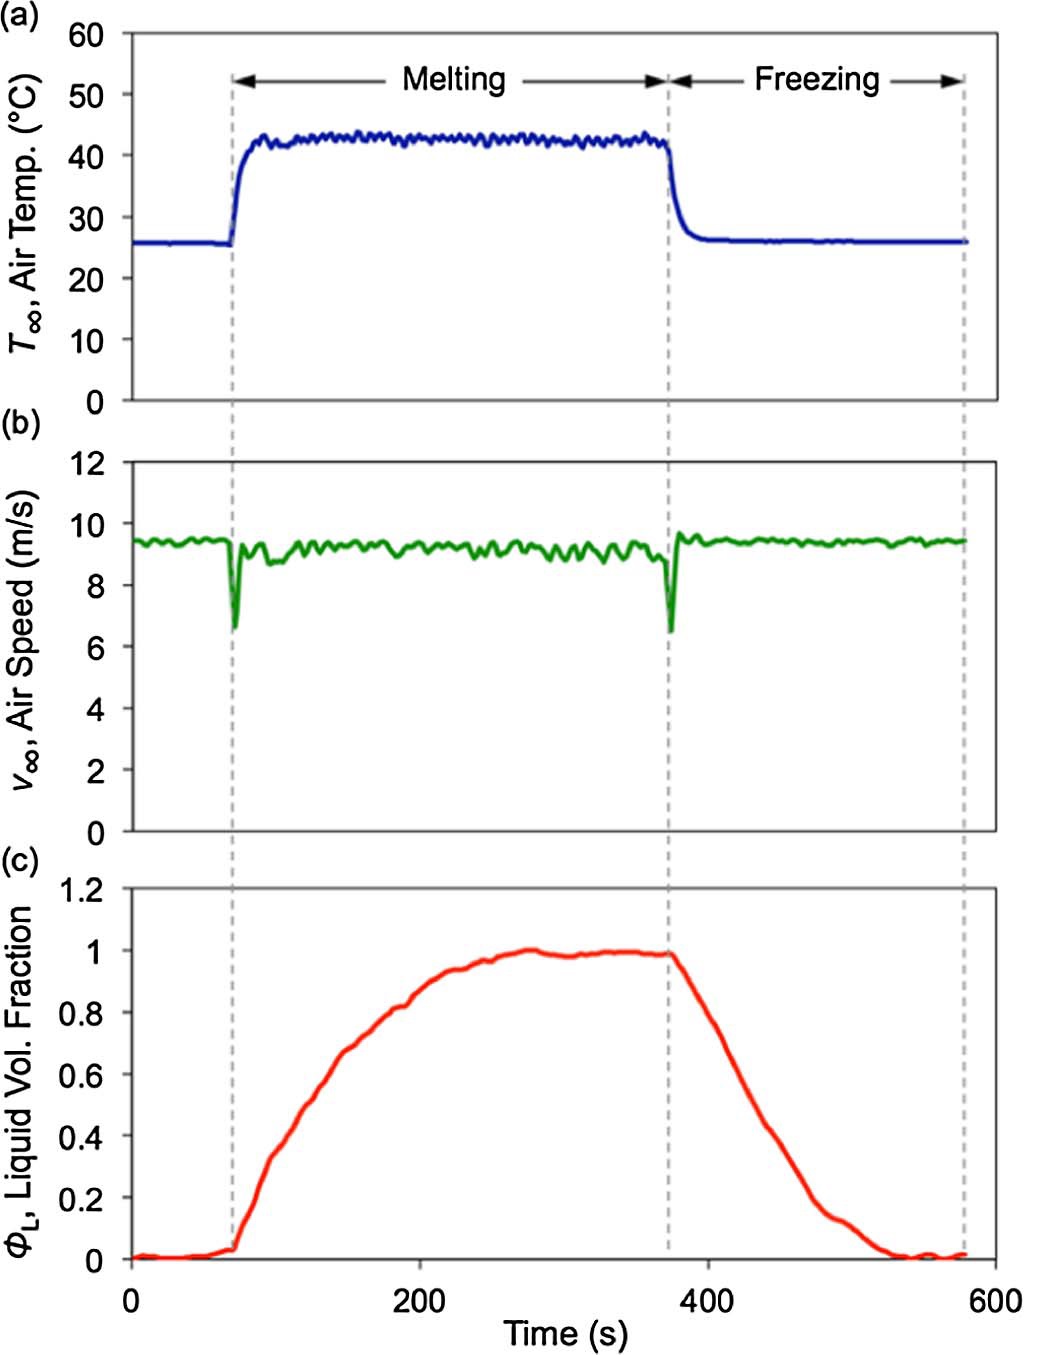 (a)
60
50
40
30
20
10
0
T∞, Air Temp. (°C)
Melting
Freezing
(b)
12
10
8
6
4
2
0
v∞, Air Speed (m/s)
(c)
1.2
1
0.8
0.6
0.4
0.2
0
ΦL, Liquid Vol. Fraction
0 200 400 600
Time (s)